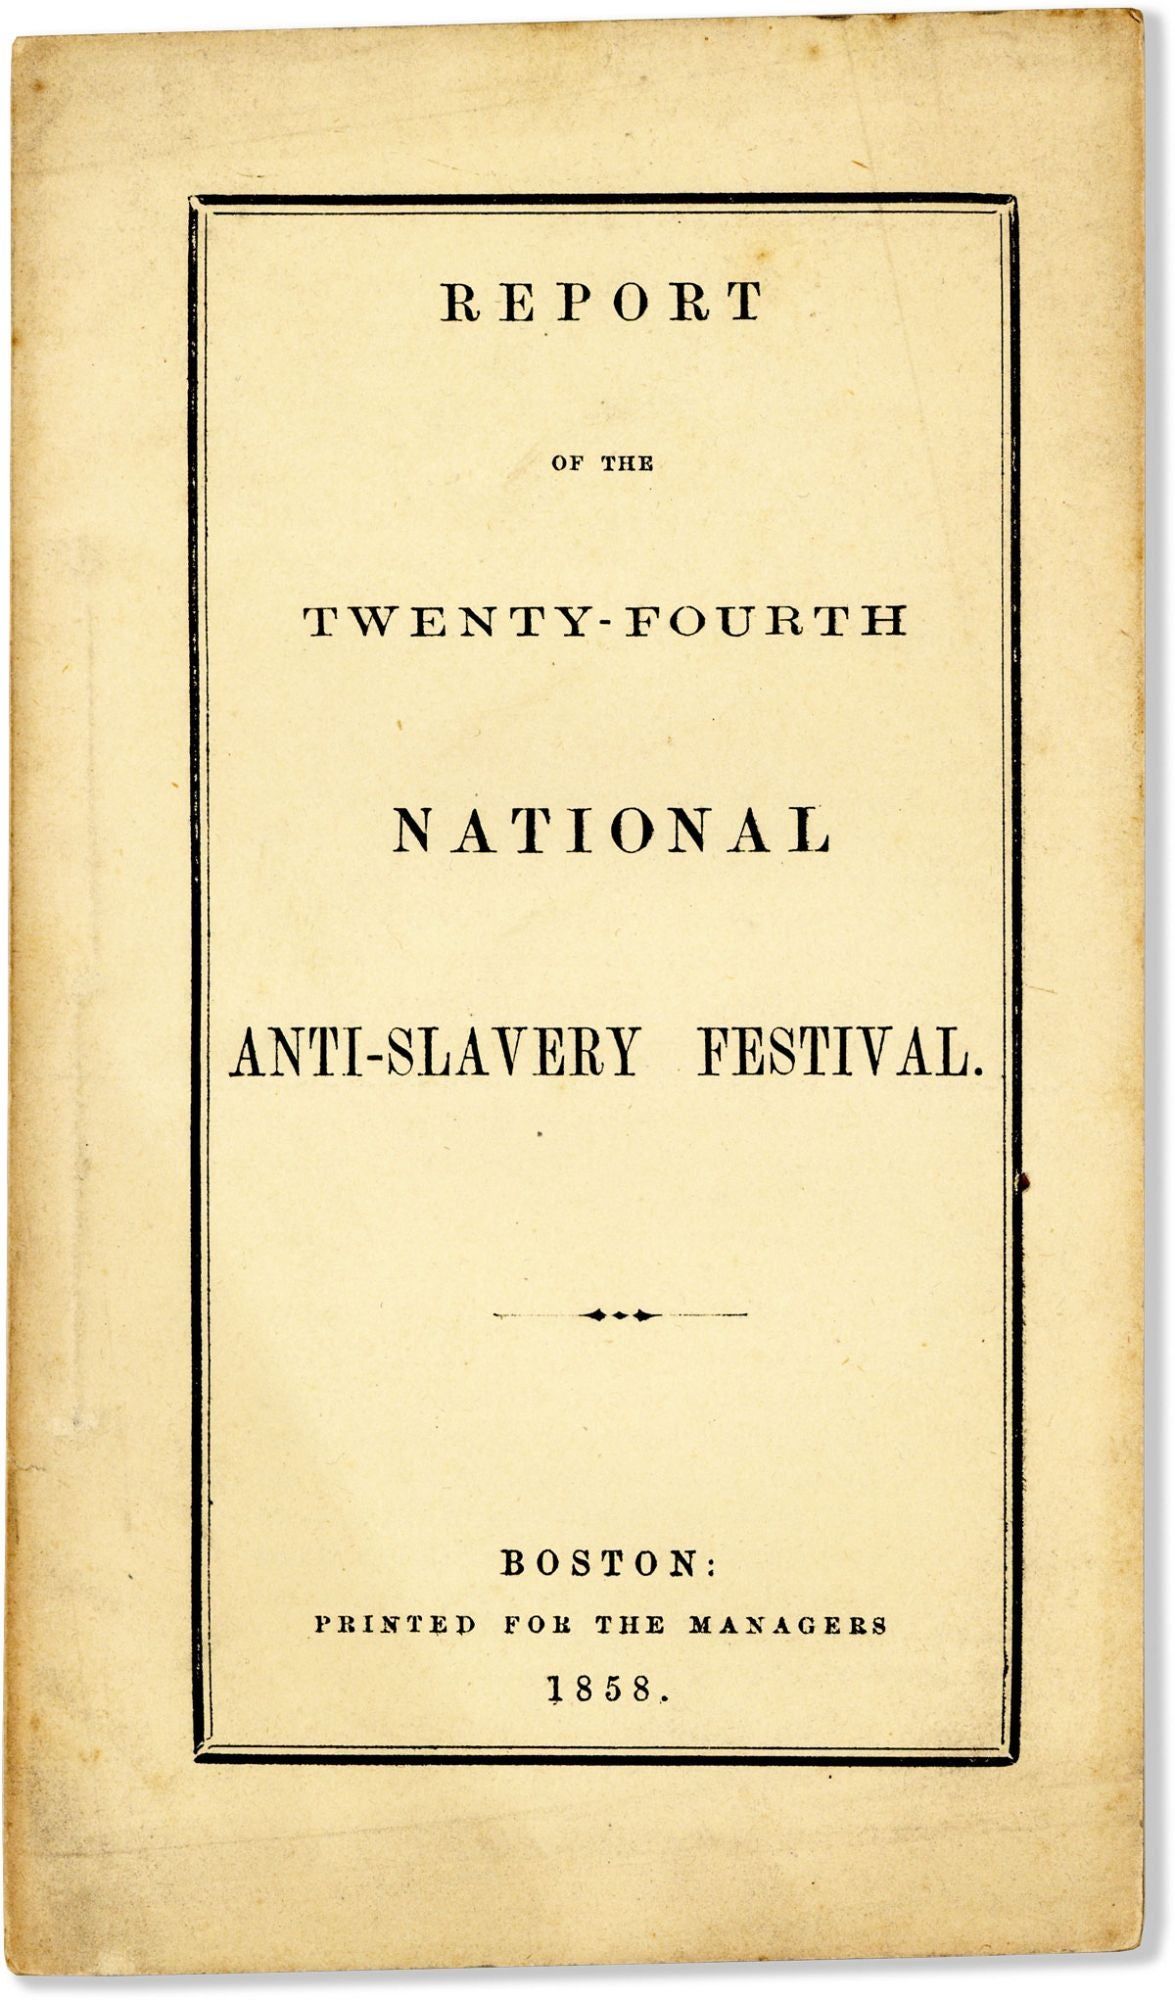 REPORT
OF THE
TWENTY-FOURTH
NATIONAL
ANTI-SLAVERY FESTIVAL.
BOSTON:
PRINTED FOR THE MANAGERS
1858.